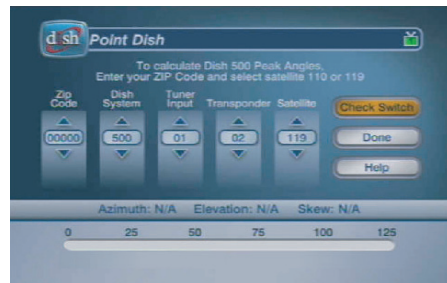 dish Point Dish
To calculate Dish 500 Peak Angles,
Enter your ZIP Code and select satellite 110 or 119
Zip Code Dish System Tuner Input Transponder Satellite
00000 500 01 02 119
Check Switch
Done
Help
Azimuth: N/A Elevation: N/A Skew: N/A
0 25 50 75 100 125